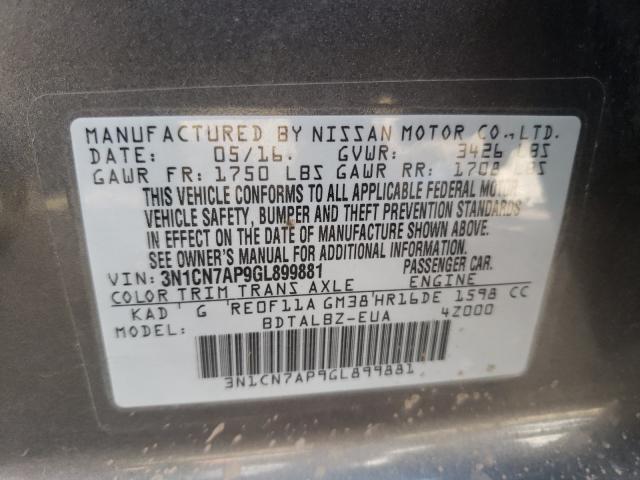 MANUFACTURED BY NISSAN MOTOR CO., LTD.
DATE: 05/16. GVWR: 3426 LBS
GAWR FR: 1750 LBS GAWR RR: 1708 LBS
THIS VEHICLE CONFORMS TO ALL APPLICABLE FEDERAL MOTOR
VEHICLE SAFETY, BUMPER AND THEFT PREVENTION STANDARDS
IN EFFECT ON THE DATE OF MANUFACTURE SHOWN ABOVE.
SEE OWNER'S MANUAL FOR ADDITIONAL INFORMATION.
VIN: 3N1CN7AP9GL899881 PASSENGER CAR.
COLOR TRIM TRANS AXLE ENGINE
KAD G RE0F11A GM38 HR16DE 1598 CC
MODEL: BDTALBZ-EUA 4Z000
3N1CN7AP9GL899881